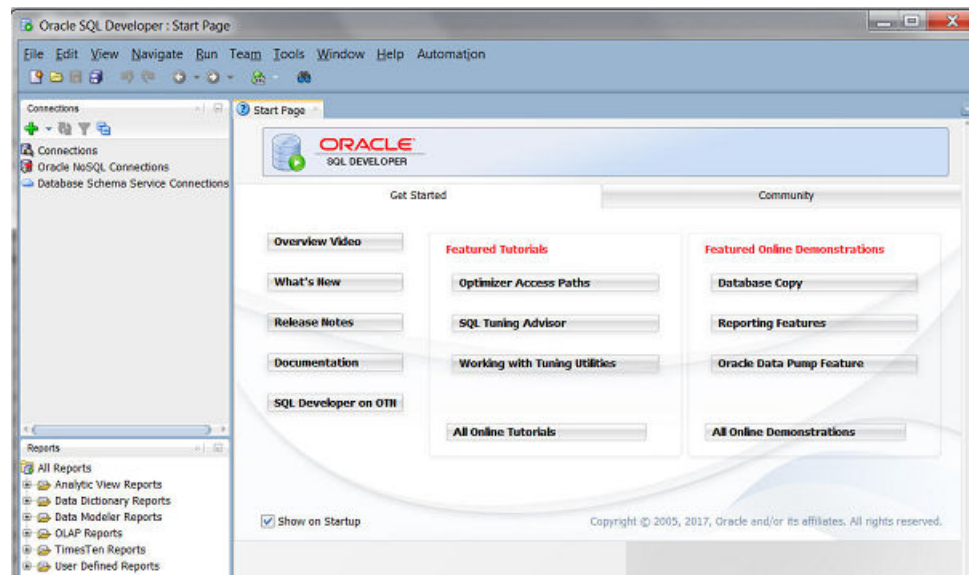 Oracle SQL Developer : Start Page
File Edit View Navigate Run Team Tools Window Help Automation
Connections
Connections
Oracle NoSQL Connections
Database Schema Service Connections
Start Page
ORACLE
SQL DEVELOPER
Get Started
Community
Overview Video
What's New
Release Notes
Documentation
SQL Developer on OTN
Featured Tutorials
Optimizer Access Paths
SQL Tuning Advisor
Working with Tuning Utilities
All Online Tutorials
Featured Online Demonstrations
Database Copy
Reporting Features
Oracle Data Pump Feature
All Online Demonstrations
Show on Startup
Copyright © 2005, 2017, Oracle and/or its affiliates. All rights reserved.
Reports
All Reports
Analytic View Reports
Data Dictionary Reports
Data Modeler Reports
OLAP Reports
TimesTen Reports
User Defined Reports